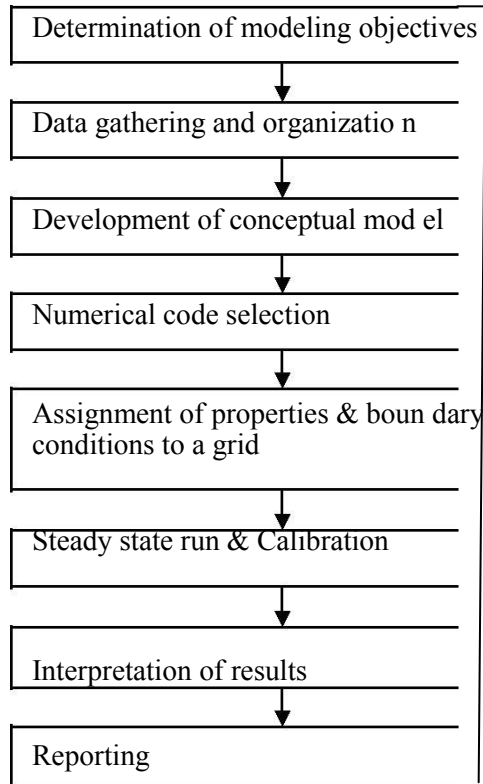 Determination of modeling objectives
Data gathering and organizatio n
Development of conceptual mod el
Numerical code selection
Assignment of properties & boun dary
conditions to a grid
Steady state run & Calibration
Interpretation of results
Reporting